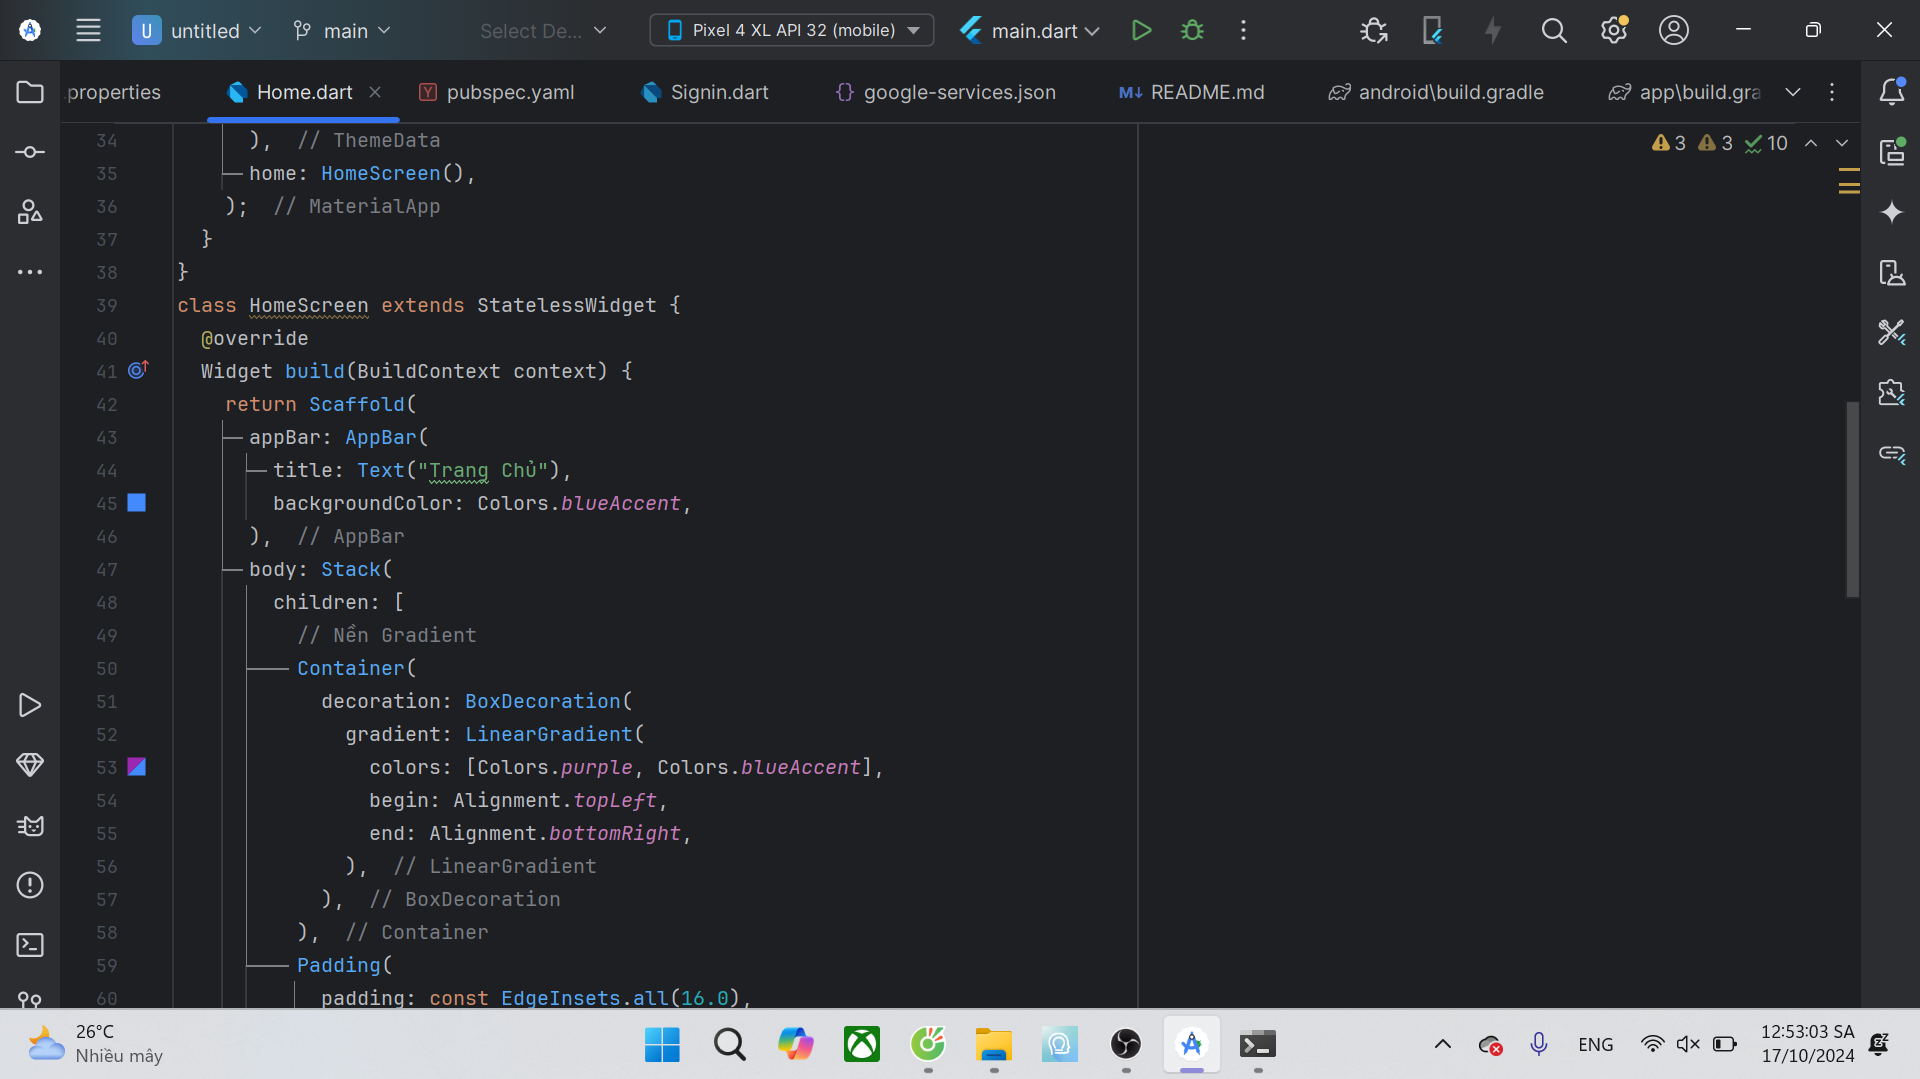 U untitled main Select De... Pixel 4 XL API 32 (mobile) main.dart
.properties Home.dart pubspec.yaml Signin.dart google-services.json README.md android\build.gradle app\build.gra
3 3 10
34 ), // ThemeData
35 home: HomeScreen(),
36 ); // MaterialApp
37 }
38 }
39 class HomeScreen extends StatelessWidget {
40 @override
41 Widget build(BuildContext context) {
42 return Scaffold(
43 appBar: AppBar(
44 title: Text("Trang Chủ"),
45 backgroundColor: Colors.blueAccent,
46 ), // AppBar
47 body: Stack(
48 children: [
49 // Nền Gradient
50 Container(
51 decoration: BoxDecoration(
52 gradient: LinearGradient(
53 colors: [Colors.purple, Colors.blueAccent],
54 begin: Alignment.topLeft,
55 end: Alignment.bottomRight,
56 ), // LinearGradient
57 ), // BoxDecoration
58 ), // Container
59 Padding(
60 padding: const EdgeInsets.all(16.0),
26°C
Nhiều mây
ENG
12:53:03 SA
17/10/2024